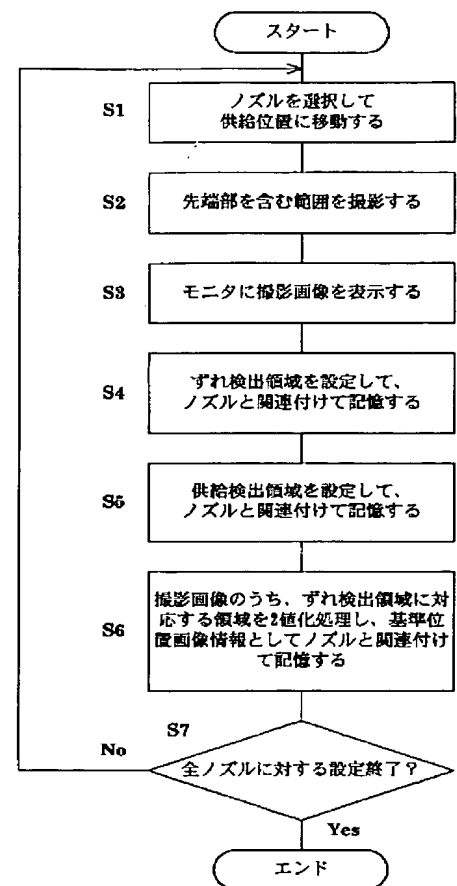 スタート
S1
ノズルを選択して
供給位置に移動する
S2
先端部を含む範囲を撮影する
S3
モニタに撮影画像を表示する
S4
ずれ検出領域を設定して、
ノズルと関連付けて記憶する
S5
供給検出領域を設定して、
ノズルと関連付けて記憶する
S6
撮影画像のうち、ずれ検出領域に対
応する領域を2値化処理し、基準位
置画像情報としてノズルと関連付け
て記憶する
S7
No
全ノズルに対する設定終了？
Yes
エンド